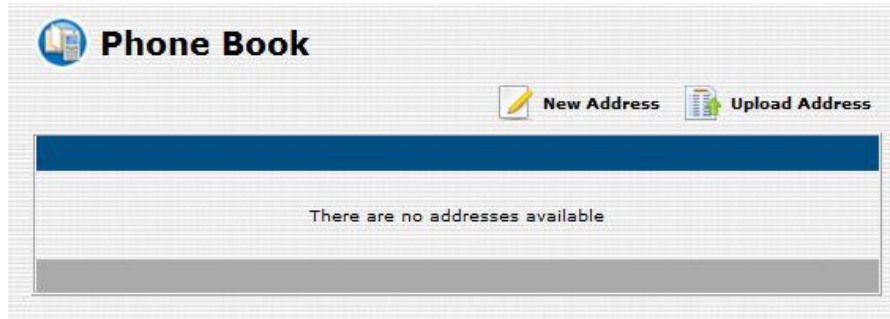 Phone Book
New Address Upload Address
There are no addresses available